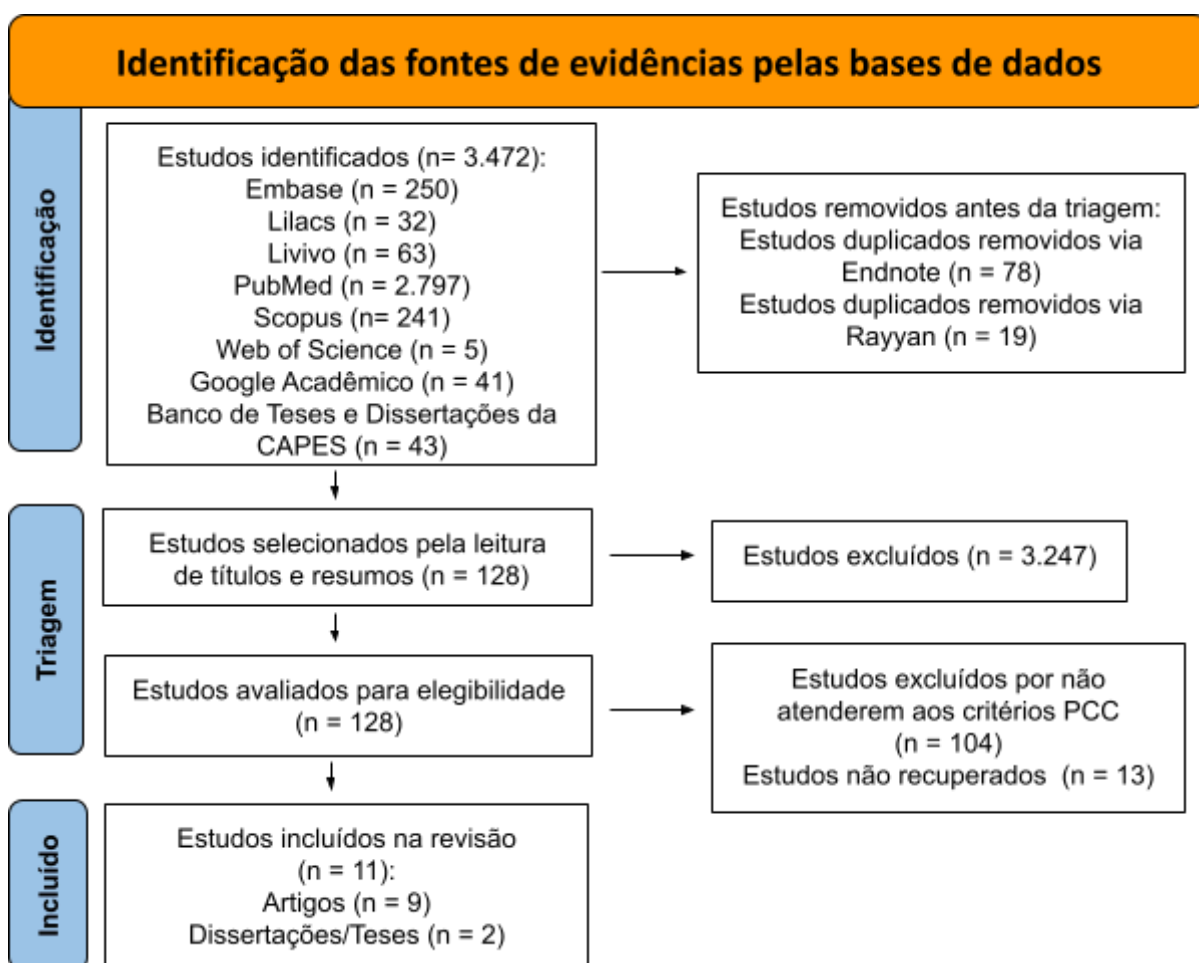 Identificação das fontes de evidências pelas bases de dados
Identificação
Estudos identificados (n= 3.472):
Embase (n = 250)
Lilacs (n = 32)
Livivo (n = 63)
PubMed (n = 2.797)
Scopus (n= 241)
Web of Science (n = 5)
Google Acadêmico (n = 41)
Banco de Teses e Dissertações da
CAPES (n = 43)
Estudos removidos antes da triagem:
Estudos duplicados removidos via
Endnote (n = 78)
Estudos duplicados removidos via
Rayyan (n = 19)
Triagem
Estudos selecionados pela leitura
de títulos e resumos (n = 128)
Estudos excluídos (n = 3.247)
Estudos avaliados para elegibilidade
(n = 128)
Estudos excluídos por não
atenderem aos critérios PCC
(n = 104)
Estudos não recuperados (n = 13)
Incluído
Estudos incluídos na revisão
(n = 11):
Artigos (n = 9)
Dissertações/Teses (n = 2)